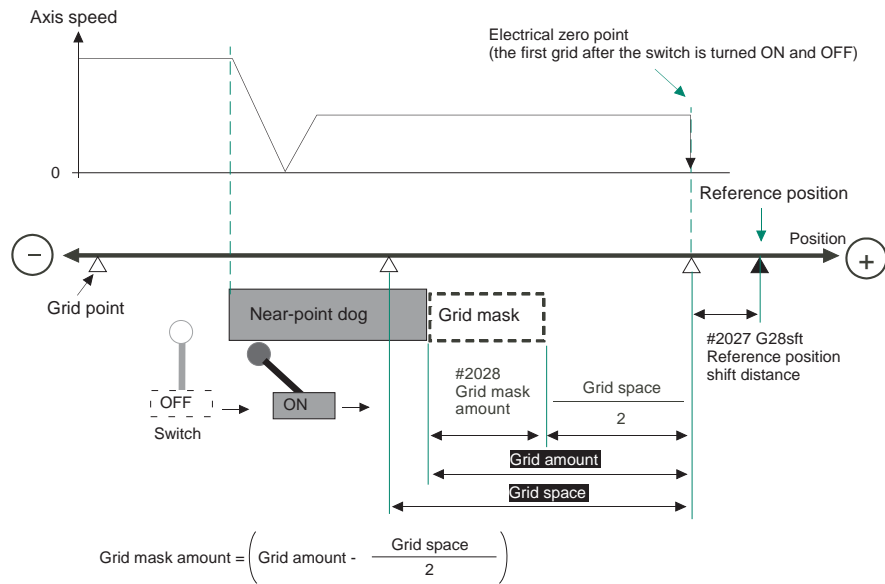 Axis speed
Electrical zero point
(the first grid after the switch is turned ON and OFF)
0
Reference position
Position
−
+
Grid point
Near-point dog
Grid mask
#2027 G28sft
Reference position
shift distance
#2028
Grid mask
amount
Grid space
2
OFF
ON
Switch
Grid amount
Grid space
Grid mask amount = ( Grid amount - Grid space
2 )